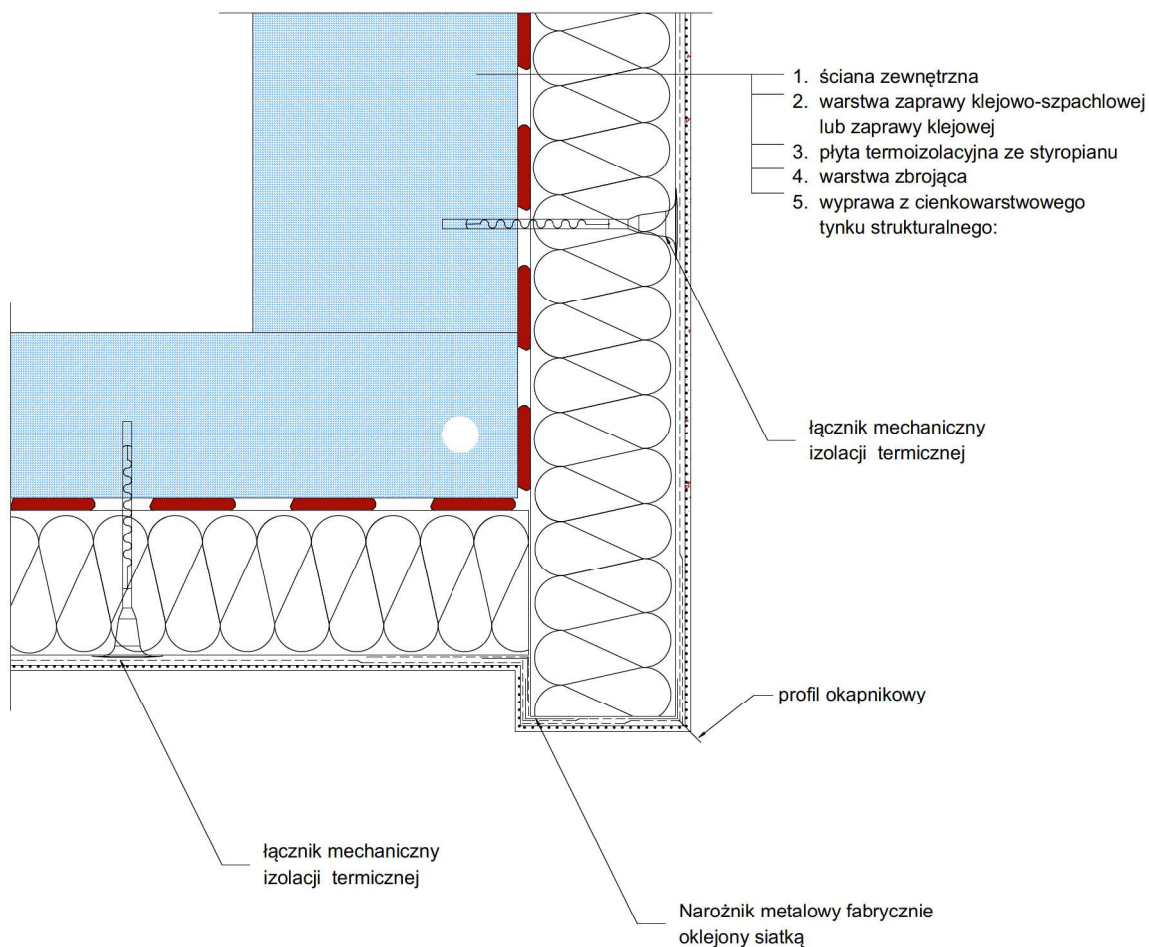 1. ściana zewnętrzna
2. warstwa zaprawy klejowo-szpachlowej
lub zaprawy klejowej
3. płyta termoizolacyjna ze styropianu
4. warstwa zbrojąca
5. wyprawa z cienkowarstwowego
tynku strukturalnego:
łącznik mechaniczny
izolacji termicznej
profil okapnikowy
łącznik mechaniczny
izolacji termicznej
Narożnik metalowy fabrycznie
oklejony siatką